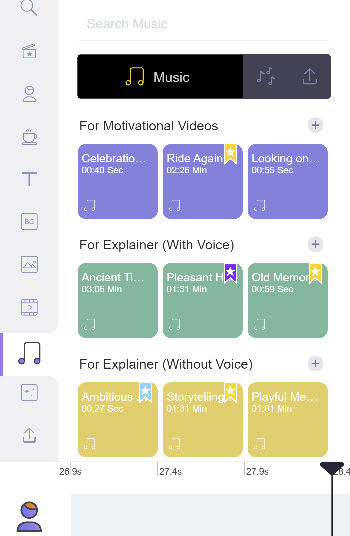 Search Music
Music
For Motivational Videos
Celebratio...
00:40 Sec
Ride Again
02:26 Min
Looking on...
00:55 Sec
For Explainer (With Voice)
Ancient Ti...
03:06 Min
Pleasant H
01:31 Min
Old Memor
00:59 Sec
For Explainer (Without Voice)
Ambitious
00:27 Sec
Storytelling
01:31 Min
Playful Me...
01:01 Min
T
BG
26.9s
27.4s
27.9s
28.4